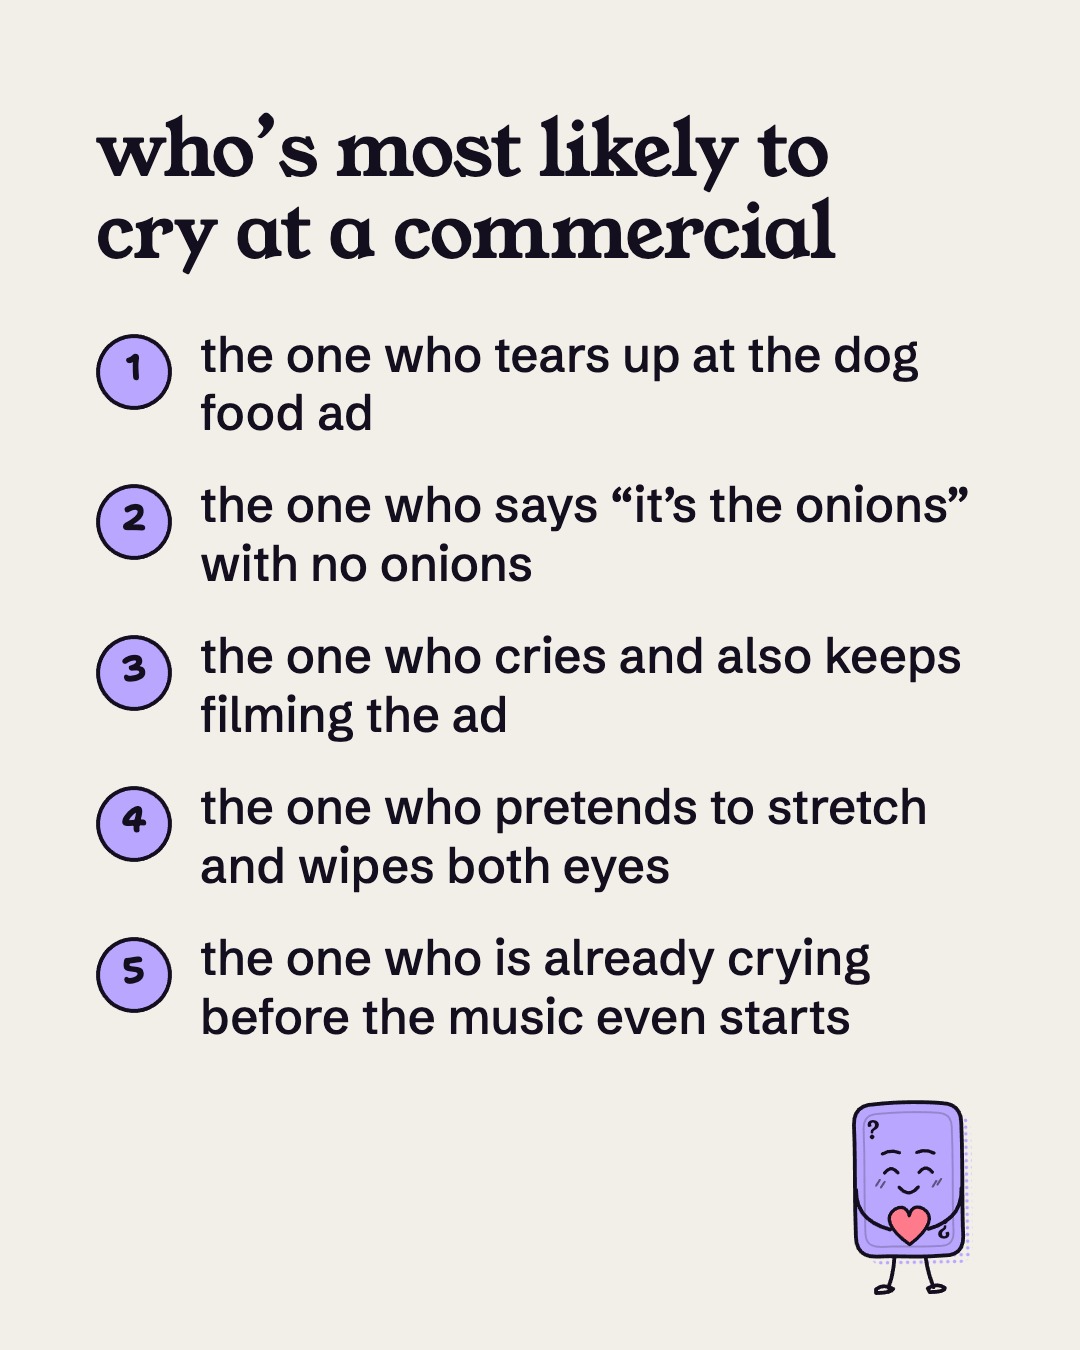 who’s most likely to
cry at a commercial
1 the one who tears up at the dog
food ad
2 the one who says “it’s the onions”
with no onions
3 the one who cries and also keeps
filming the ad
4 the one who pretends to stretch
and wipes both eyes
5 the one who is already crying
before the music even starts
?
?